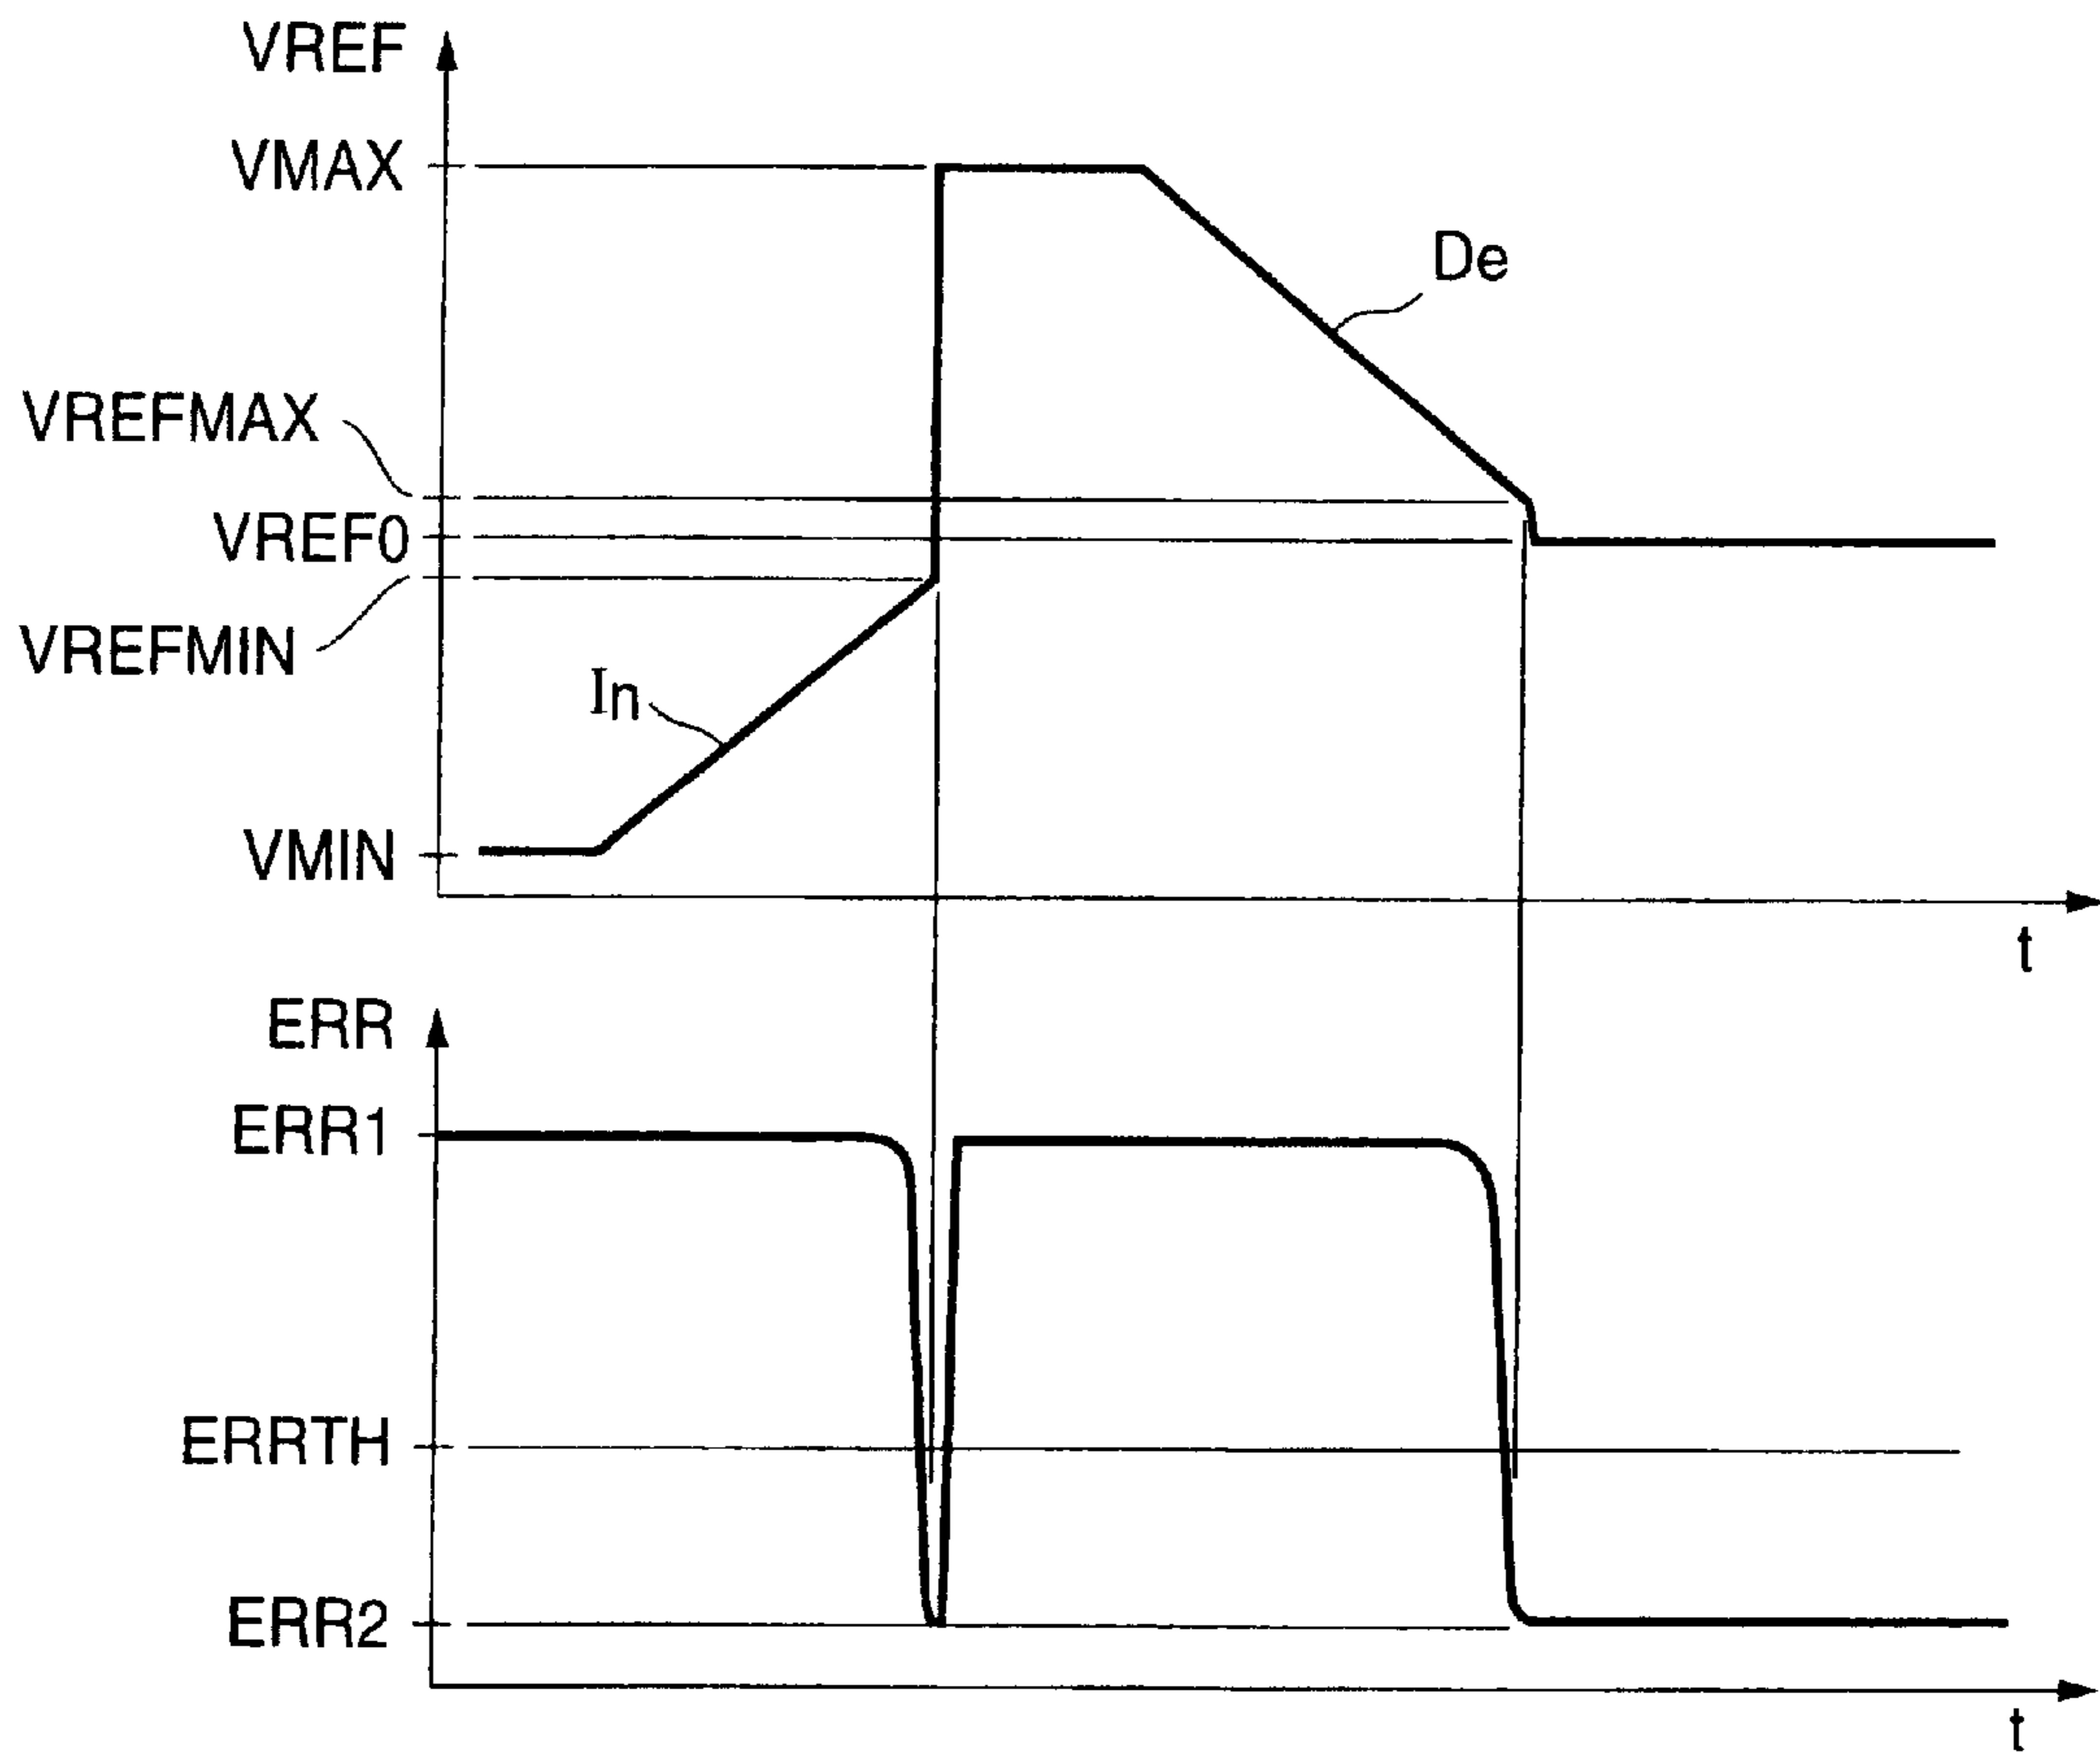 VREF
VMAX
De
VREFMAX
VREF0
VREFMIN
In
VMIN
t
ERR
ERR1
ERRTH
ERR2
t